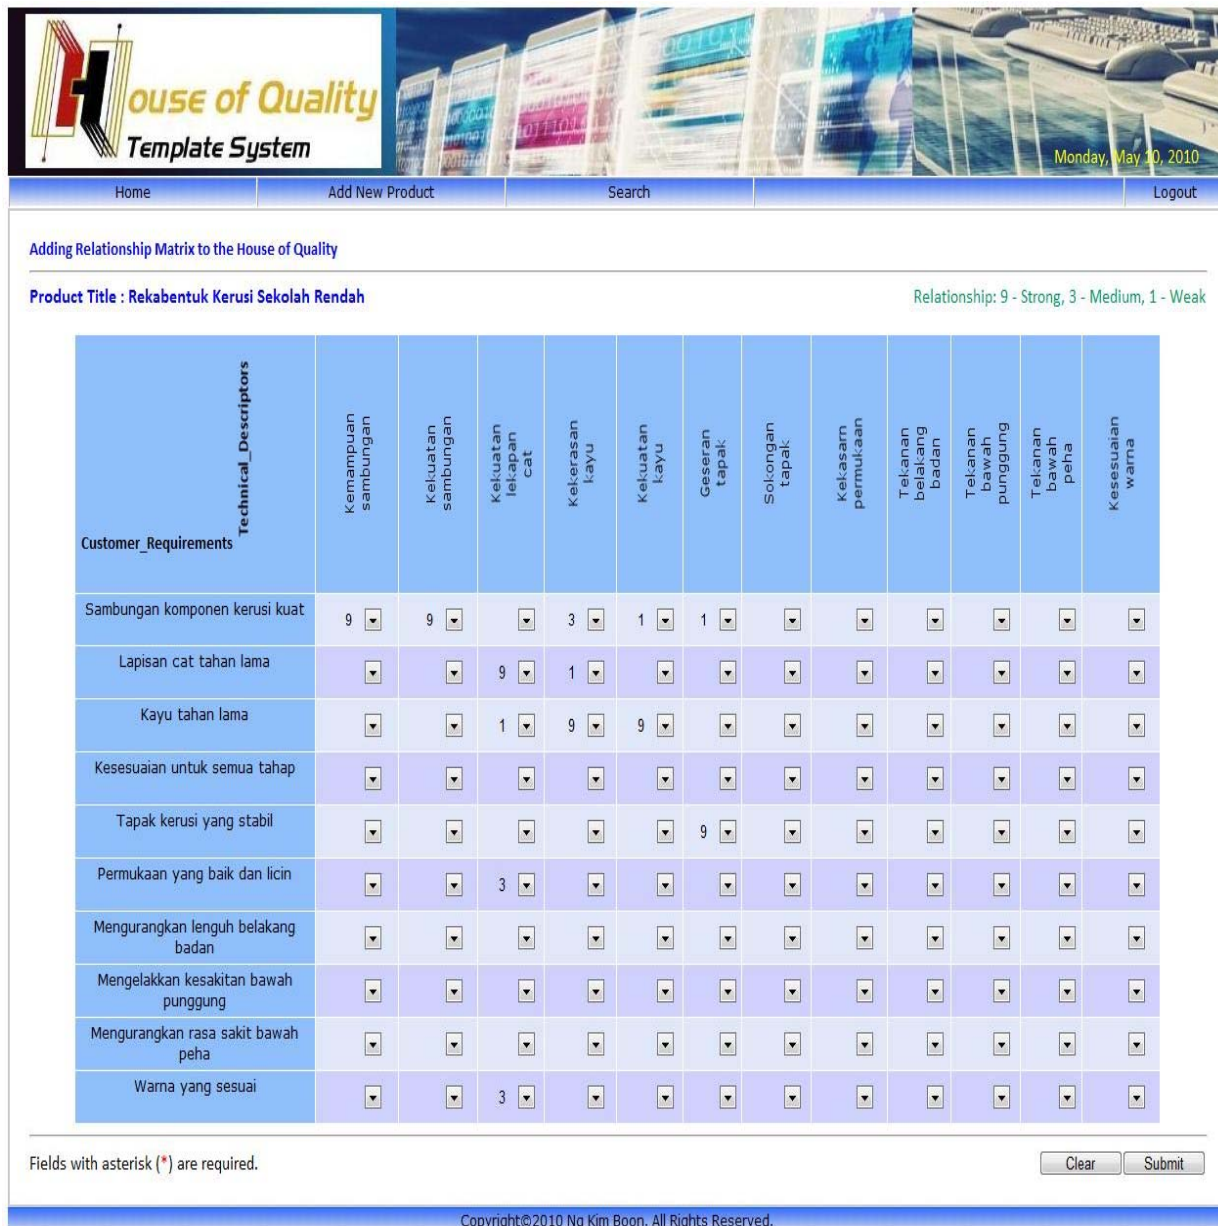 House of Quality
Template System
Monday, May 10, 2010
Home Add New Product Search Logout
Adding Relationship Matrix to the House of Quality
Product Title : Rekabentuk Kerusi Sekolah Rendah
Relationship: 9 - Strong, 3 - Medium, 1 - Weak
Technical_Descriptors
Customer_Requirements
Kemampuan
sambungan
Kekuatan
sambungan
Kekuatan
lekapan
cat
Kekerasan
kayu
Kekuatan
kayu
Geseran
tapak
Sokongan
tapak
Kekasarn
permukaan
Tekanan
belakang
badan
Tekanan
bawah
punggung
Tekanan
bawah
peha
Kesesuaian
warna
Sambungan komponen kerusi kuat 9 9 3 1 1
Lapisan cat tahan lama 9 1
Kayu tahan lama 1 9 9
Kesesuaian untuk semua tahap
Tapak kerusi yang stabil 9
Permukaan yang baik dan licin 3
Mengurangkan lenguh belakang
badan
Mengelakkan kesakitan bawah
punggung
Mengurangkan rasa sakit bawah
peha
Warna yang sesuai 3
Fields with asterisk (*) are required.
Clear Submit
Copyright©2010 Ng Kim Boon. All Rights Reserved.